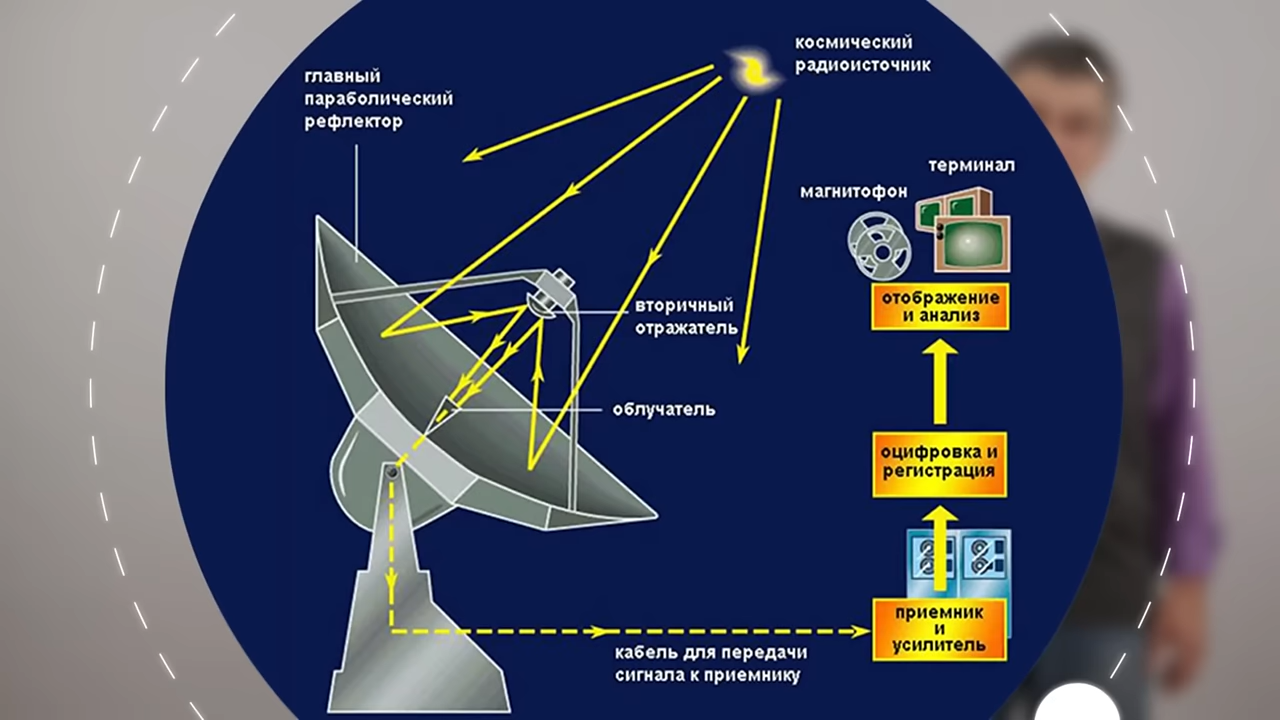 космический
радиоисточник
главный
параболический
рефлектор
терминал
магнитофон
отображение
и анализ
вторичный
отражатель
облучатель
оцифровка и
регистрация
приемник
и
усилитель
кабель для передачи
сигнала к приемнику